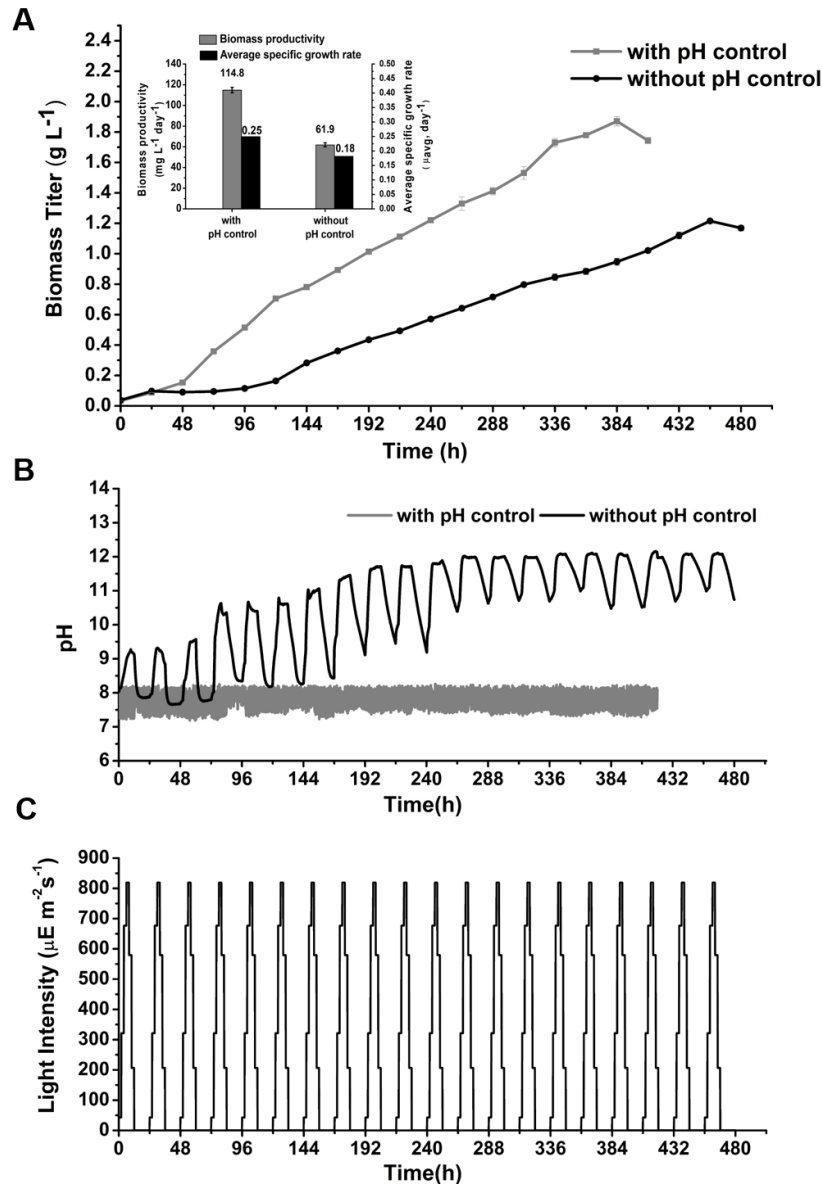 A
Biomass Titer (g L-1)
2.4
2.2
2.0
1.8
1.6
1.4
1.2
1.0
0.8
0.6
0.4
0.2
0.0
0 48 96 144 192 240 288 336 384 432 480
Time (h)
with pH control
without pH control
Biomass productivity
Average specific growth rate
Biomass productivity
(mg L-1 day-1)
140
120
100
80
60
40
20
0
114.8
0.25
61.9
0.18
0.50
0.45
0.40
0.35
0.30
0.25
0.20
0.15
0.10
0.05
0.00
Average specific growth rate
(μavg, day-1)
with
pH control
without
pH control
B
pH
14
13
12
11
10
9
8
7
6
with pH control without pH control
0 48 96 144 192 240 288 336 384 432 480
Time(h)
C
Light Intensity (μE m-2s-1)
900
800
700
600
500
400
300
200
100
0
0 48 96 144 192 240 288 336 384 432 480
Time(h)